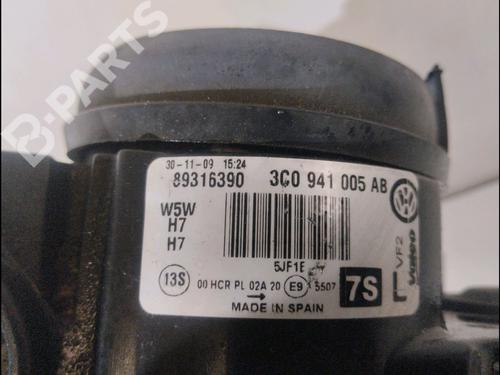 B-PARTS
30-11-09 15:24
89316390 3C0 941 005 AB
W5W
H7
H7
5JF1E
13S 00 HCR PL 02A 20 E9 5507 7S
MADE IN SPAIN
L VF2
Valeo